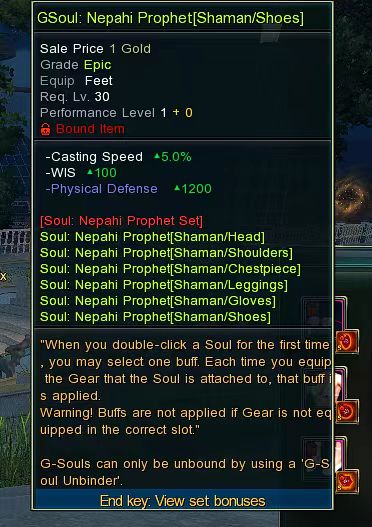 GSoul: Nepahi Prophet[Shaman/Shoes]
Sale Price 1 Gold
Grade Epic
Equip Feet
Req. Lv. 30
Performance Level 1 + 0
Bound Item
-Casting Speed ▲5.0%
-WIS ▲100
-Physical Defense ▲1200
[Soul: Nepahi Prophet Set]
Soul: Nepahi Prophet[Shaman/Head]
Soul: Nepahi Prophet[Shaman/Shoulders]
Soul: Nepahi Prophet[Shaman/Chestpiece]
Soul: Nepahi Prophet[Shaman/Leggings]
Soul: Nepahi Prophet[Shaman/Gloves]
Soul: Nepahi Prophet[Shaman/Shoes]
x
"When you double-click a Soul for the first time
, you may select one buff. Each time you equip
the Gear that the Soul is attached to, that buff i
s applied.
Warning! Buffs are not applied if Gear is not eq
uipped in the correct slot."
G-Souls can only be unbound by using a 'G-S
oul Unbinder'.
End key: View set bonuses